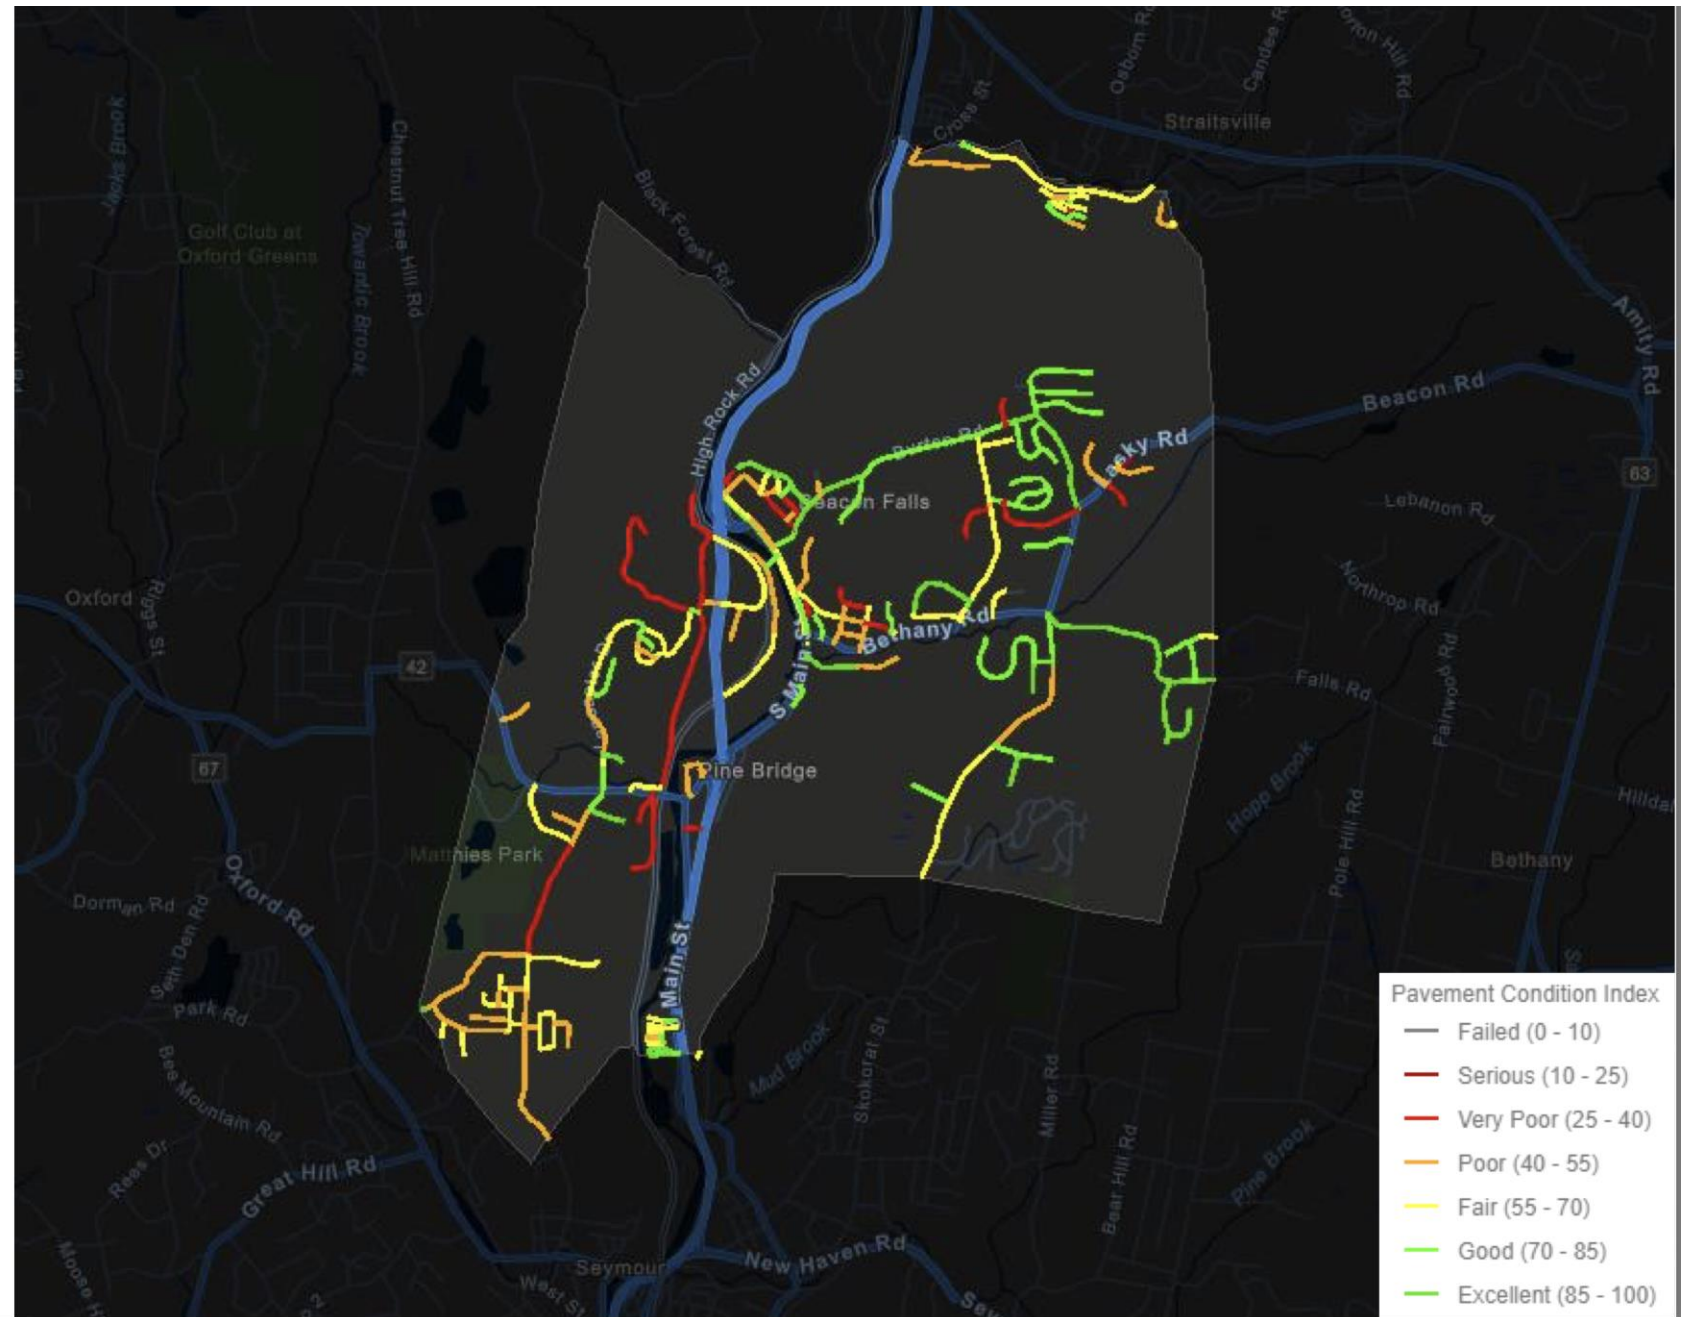 Cross St
Osborn Rd
Candee R
Straitsville
Jacks Brook
Chestnut Tree Hill Rd
Black Forest Rd
Golf Club at
Oxford Greens
Towantic Brook
Amity Rd
High Rock Rd
Beacon Rd
Burton Rd
asky Rd
63
Beacon Falls
Lebanon Rd
Oxford
Riggs St
Northrop Rd
Bethany Rd
42
S Main St
Falls Rd
Fairwood Rd
67
Pine Bridge
Hopp Brook
Hillda
Matthies Park
Pole Hill Rd
Bethany
Oxford Rd
Dorman Rd
Seth Den Rd
Main St
Park Rd
Mud Brook
Skokorat St
Miller Rd
Bee Mountain Rd
Rees Dr
Great Hill Rd
Bear Hill Rd
Pine Brook
Moose H
Seymour
New Haven Rd
West St
Sey
Pavement Condition Index
Failed (0 - 10)
Serious (10 - 25)
Very Poor (25 - 40)
Poor (40 - 55)
Fair (55 - 70)
Good (70 - 85)
Excellent (85 - 100)